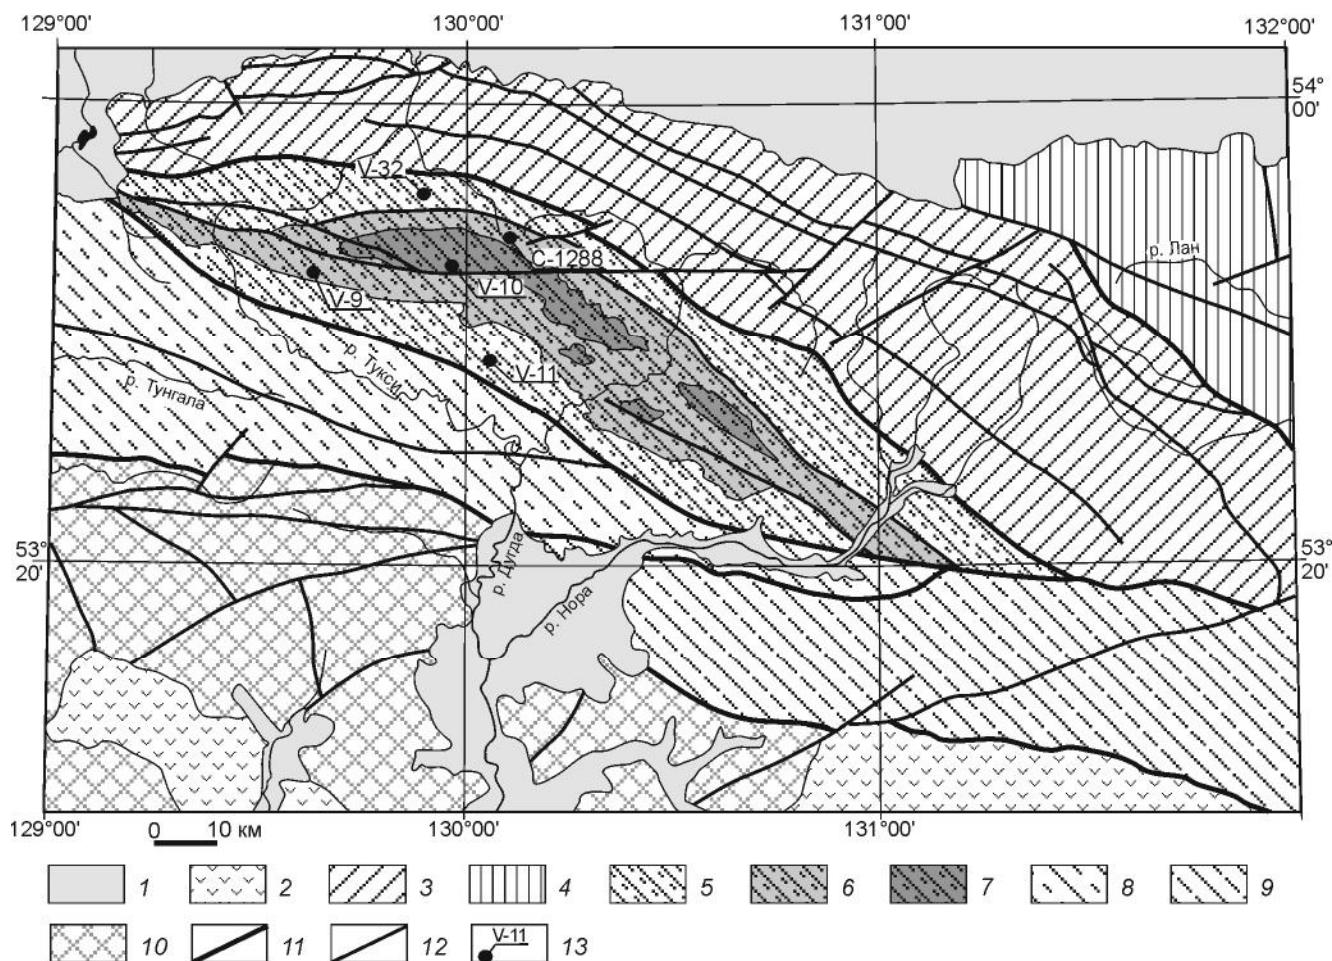 129°00' 130°00' 131°00' 132°00'
54°
00'
V-32
р. Лан
С-1288
V-9 V-10
р. Тукси
V-11
р. Тунгала
53°
20'
53°
20'
р. Дугда
р. Нора
129°00' 0 10 км 130°00' 131°00'
1 2 3 4 5 6 7 8 9
V-11
10 11 12 13